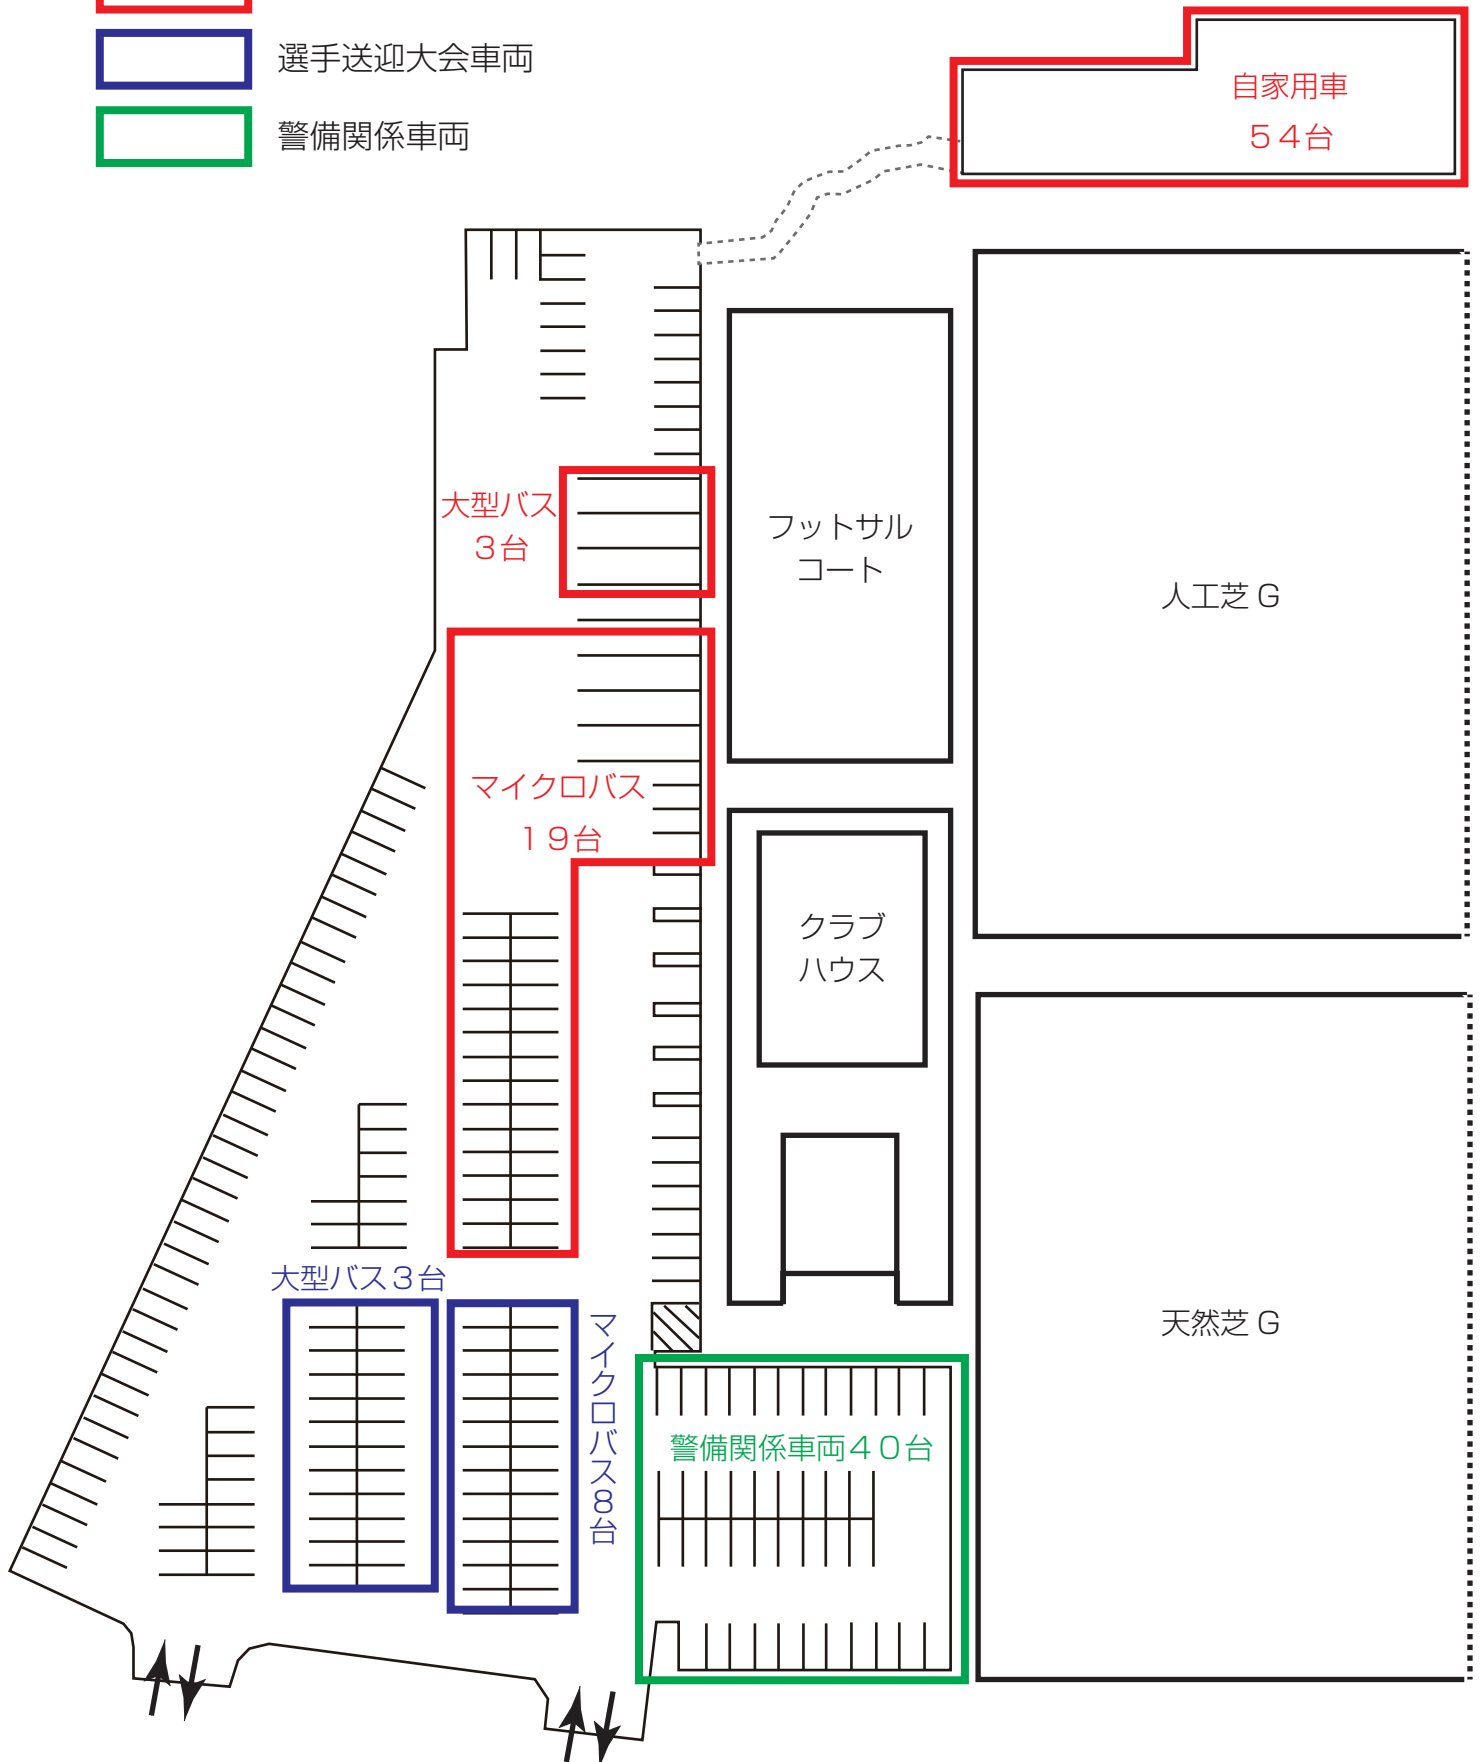 選手送迎大会車両
警備関係車両
自家用車
５４台
大型バス
３台
フットサル
コート
人工芝Ｇ
マイクロバス
１９台
クラブ
ハウス
大型バス３台
マイクロバス８台
天然芝Ｇ
警備関係車両４０台